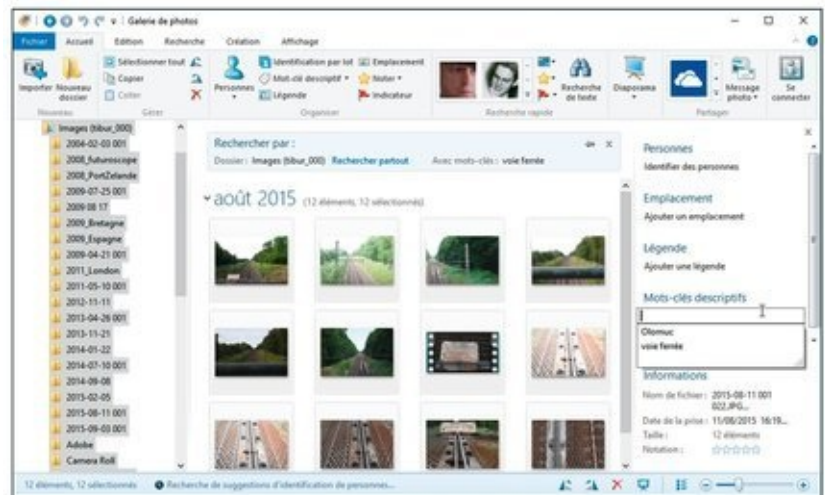 Galerie de photos
Fichier Accueil Edition Recherche Création Affichage
Importer
Nouveau dossier
Nouveau
Sélectionner tout
Copier
Coller
Gérer
Personnes
Identification par lot
Mot-clé descriptif
Légende
Emplacement
Noter
Indicateur
Organiser
Recherche rapide
Recherche de texte
Diaporama
Message photo
Partager
Se connecter
Images (tibur_000)
2004-02-03 001
2008_futuroscope
2008_PortZelande
2009-07-25 001
2009 08 17
2009_Bretagne
2009_Espagne
2009-04-21 001
2011_London
2011-05-10 001
2012-11-11
2013-04-26 001
2013-11-21
2014-01-22
2014-07-10 001
2014-09-08
2015-02-05
2015-08-11 001
2015-09-03 001
Adobe
Camera Roll
Rechercher par :
Dossier : Images (tibur_000) Rechercher partout Avec mots-clés : voie ferrée
août 2015 (12 éléments, 12 sélectionnés)
Personnes
Identifier des personnes
Emplacement
Ajouter un emplacement
Légende
Ajouter une légende
Mots-clés descriptifs
Olomuc
voie ferrée
Informations
Nom de fichier : 2015-08-11 001
022.JPG...
Date de la prise : 11/08/2015 16:19...
Taille : 12 éléments
Notation :
12 éléments, 12 sélectionnés Recherche de suggestions d'identification de personnes...